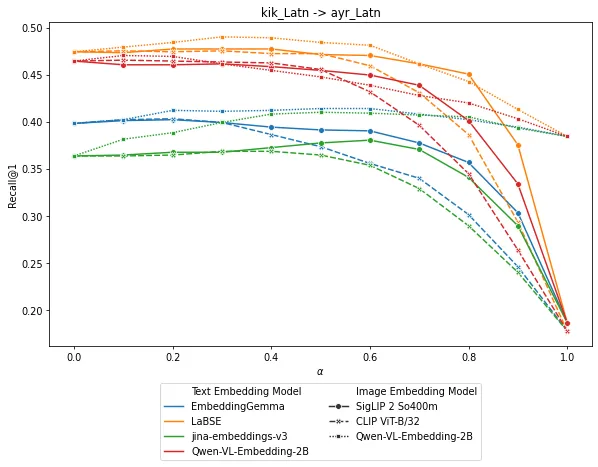 kik_Latn -> ayr_Latn
0.50
0.45
0.40
0.35
0.30
0.25
0.20
Recall@1
0.0 0.2 0.4 0.6 0.8 1.0
α
Text Embedding Model Image Embedding Model
EmbeddingGemma SigLIP 2 So400m
LaBSE CLIP ViT-B/32
jina-embeddings-v3 Qwen-VL-Embedding-2B
Qwen-VL-Embedding-2B